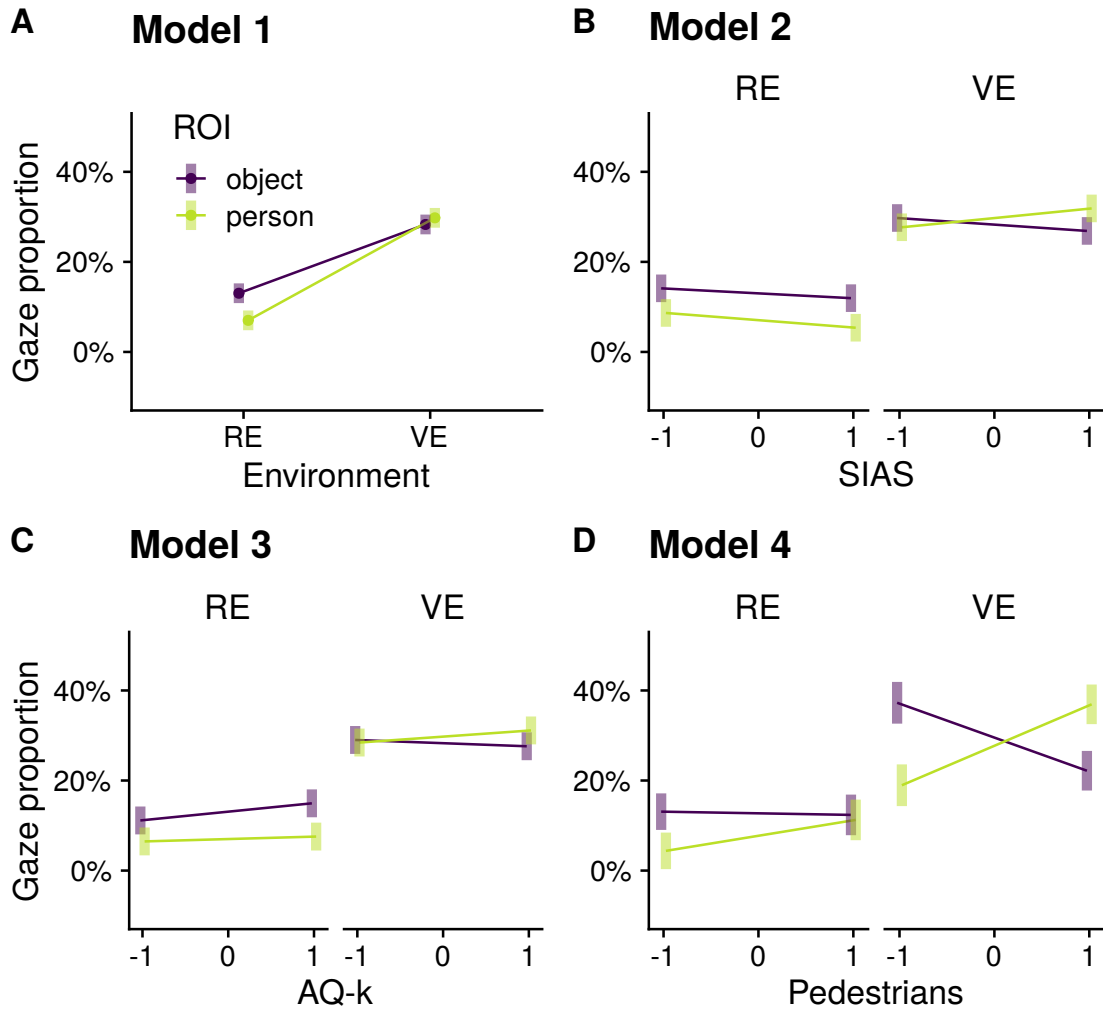 A Model 1
ROI
object
person
Gaze proportion
40%
20%
0%
RE VE
Environment
B Model 2
RE VE
40%
20%
0%
-1 0 1 -1 0 1
SIAS
C Model 3
RE VE
Gaze proportion
40%
20%
0%
-1 0 1 -1 0 1
AQ-k
D Model 4
RE VE
40%
20%
0%
-1 0 1 -1 0 1
Pedestrians